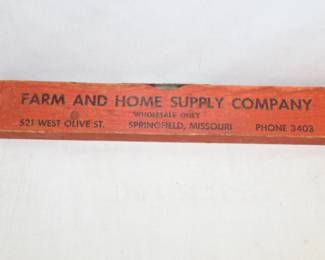 FARM AND HOME SUPPLY COMPANY
WHOLESALE ONLY
521 WEST OLIVE ST. SPRINGFIELD, MISSOURI PHONE 3403